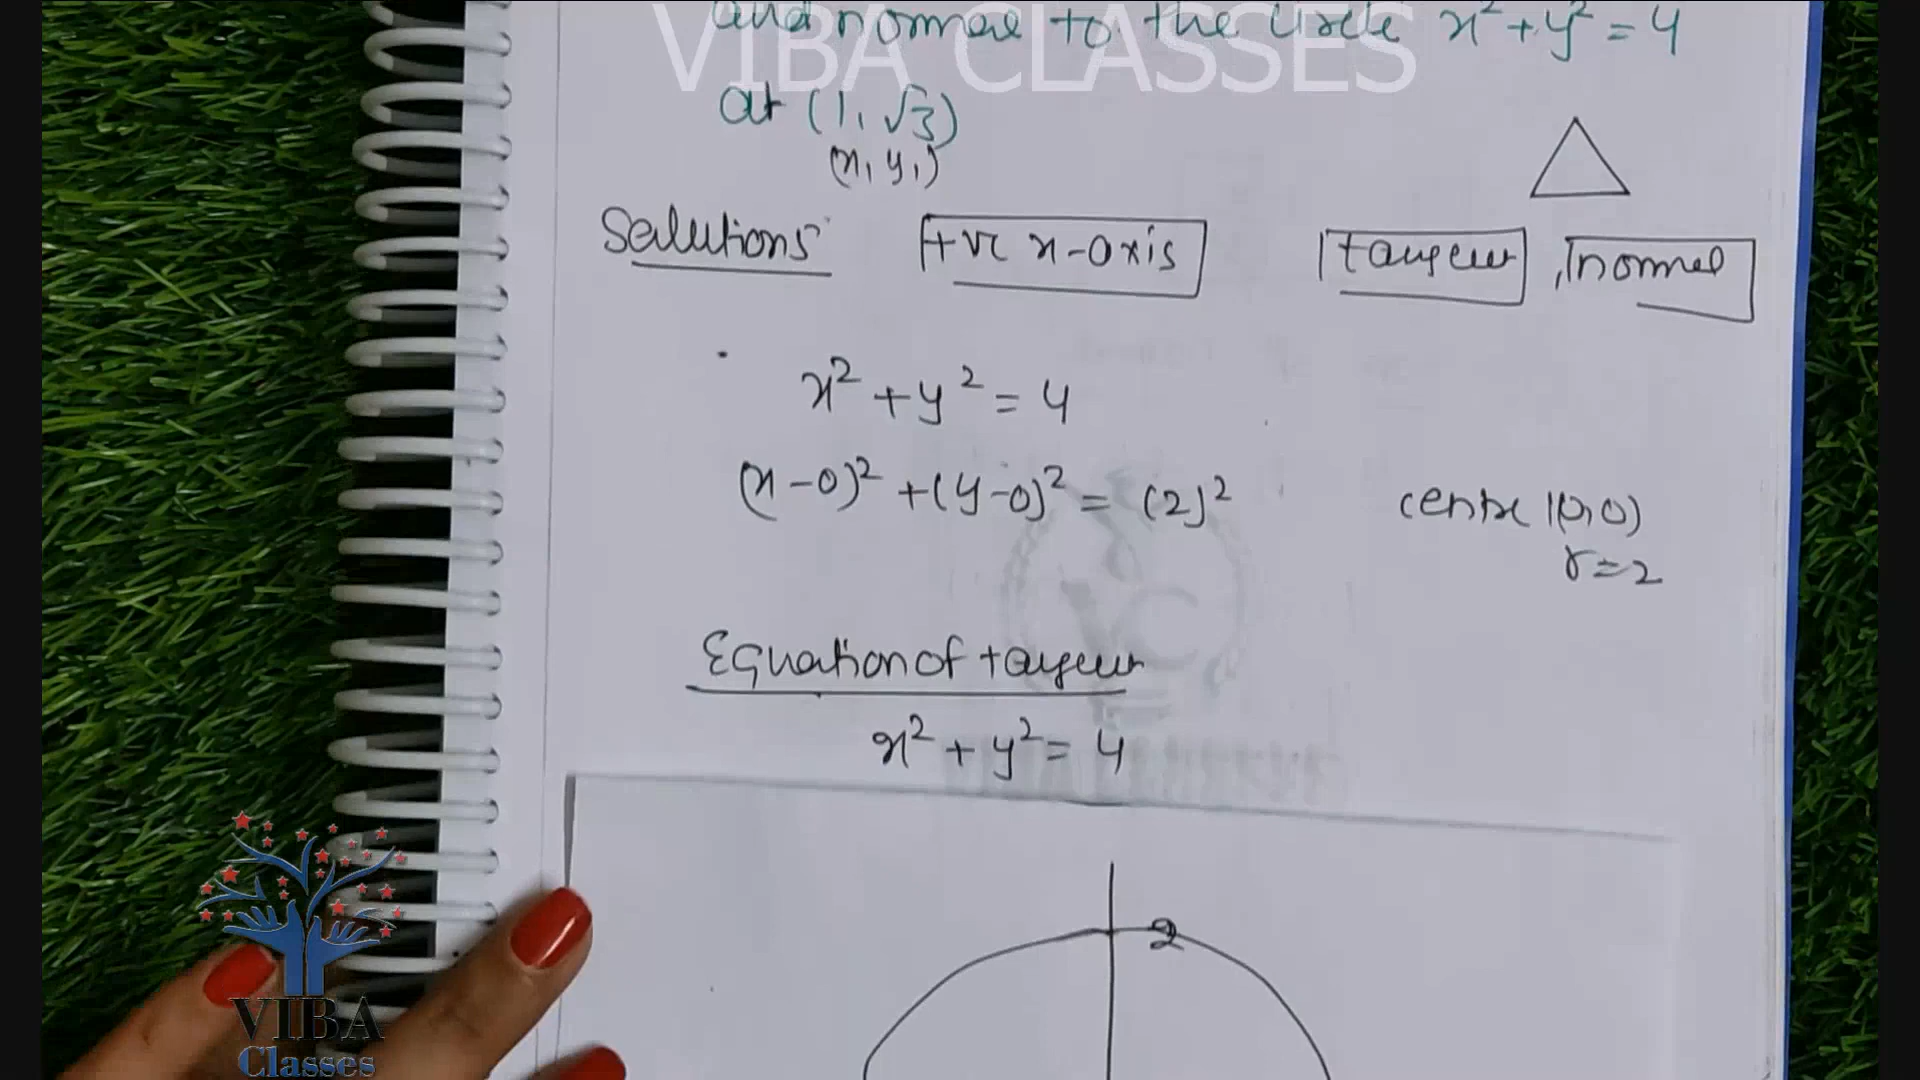 and normal to the circle x² + y² = 4
VIBA CLASSES
at (1, √3)
(x₁ y₁)
Solutions
+ve x-axis
tangent, normal
x² + y² = 4
(x-0)² + (y-0)² = (2)²
centre (0,0)
r = 2
Equation of tangent
x² + y² = 4
2
VIBA
Classes